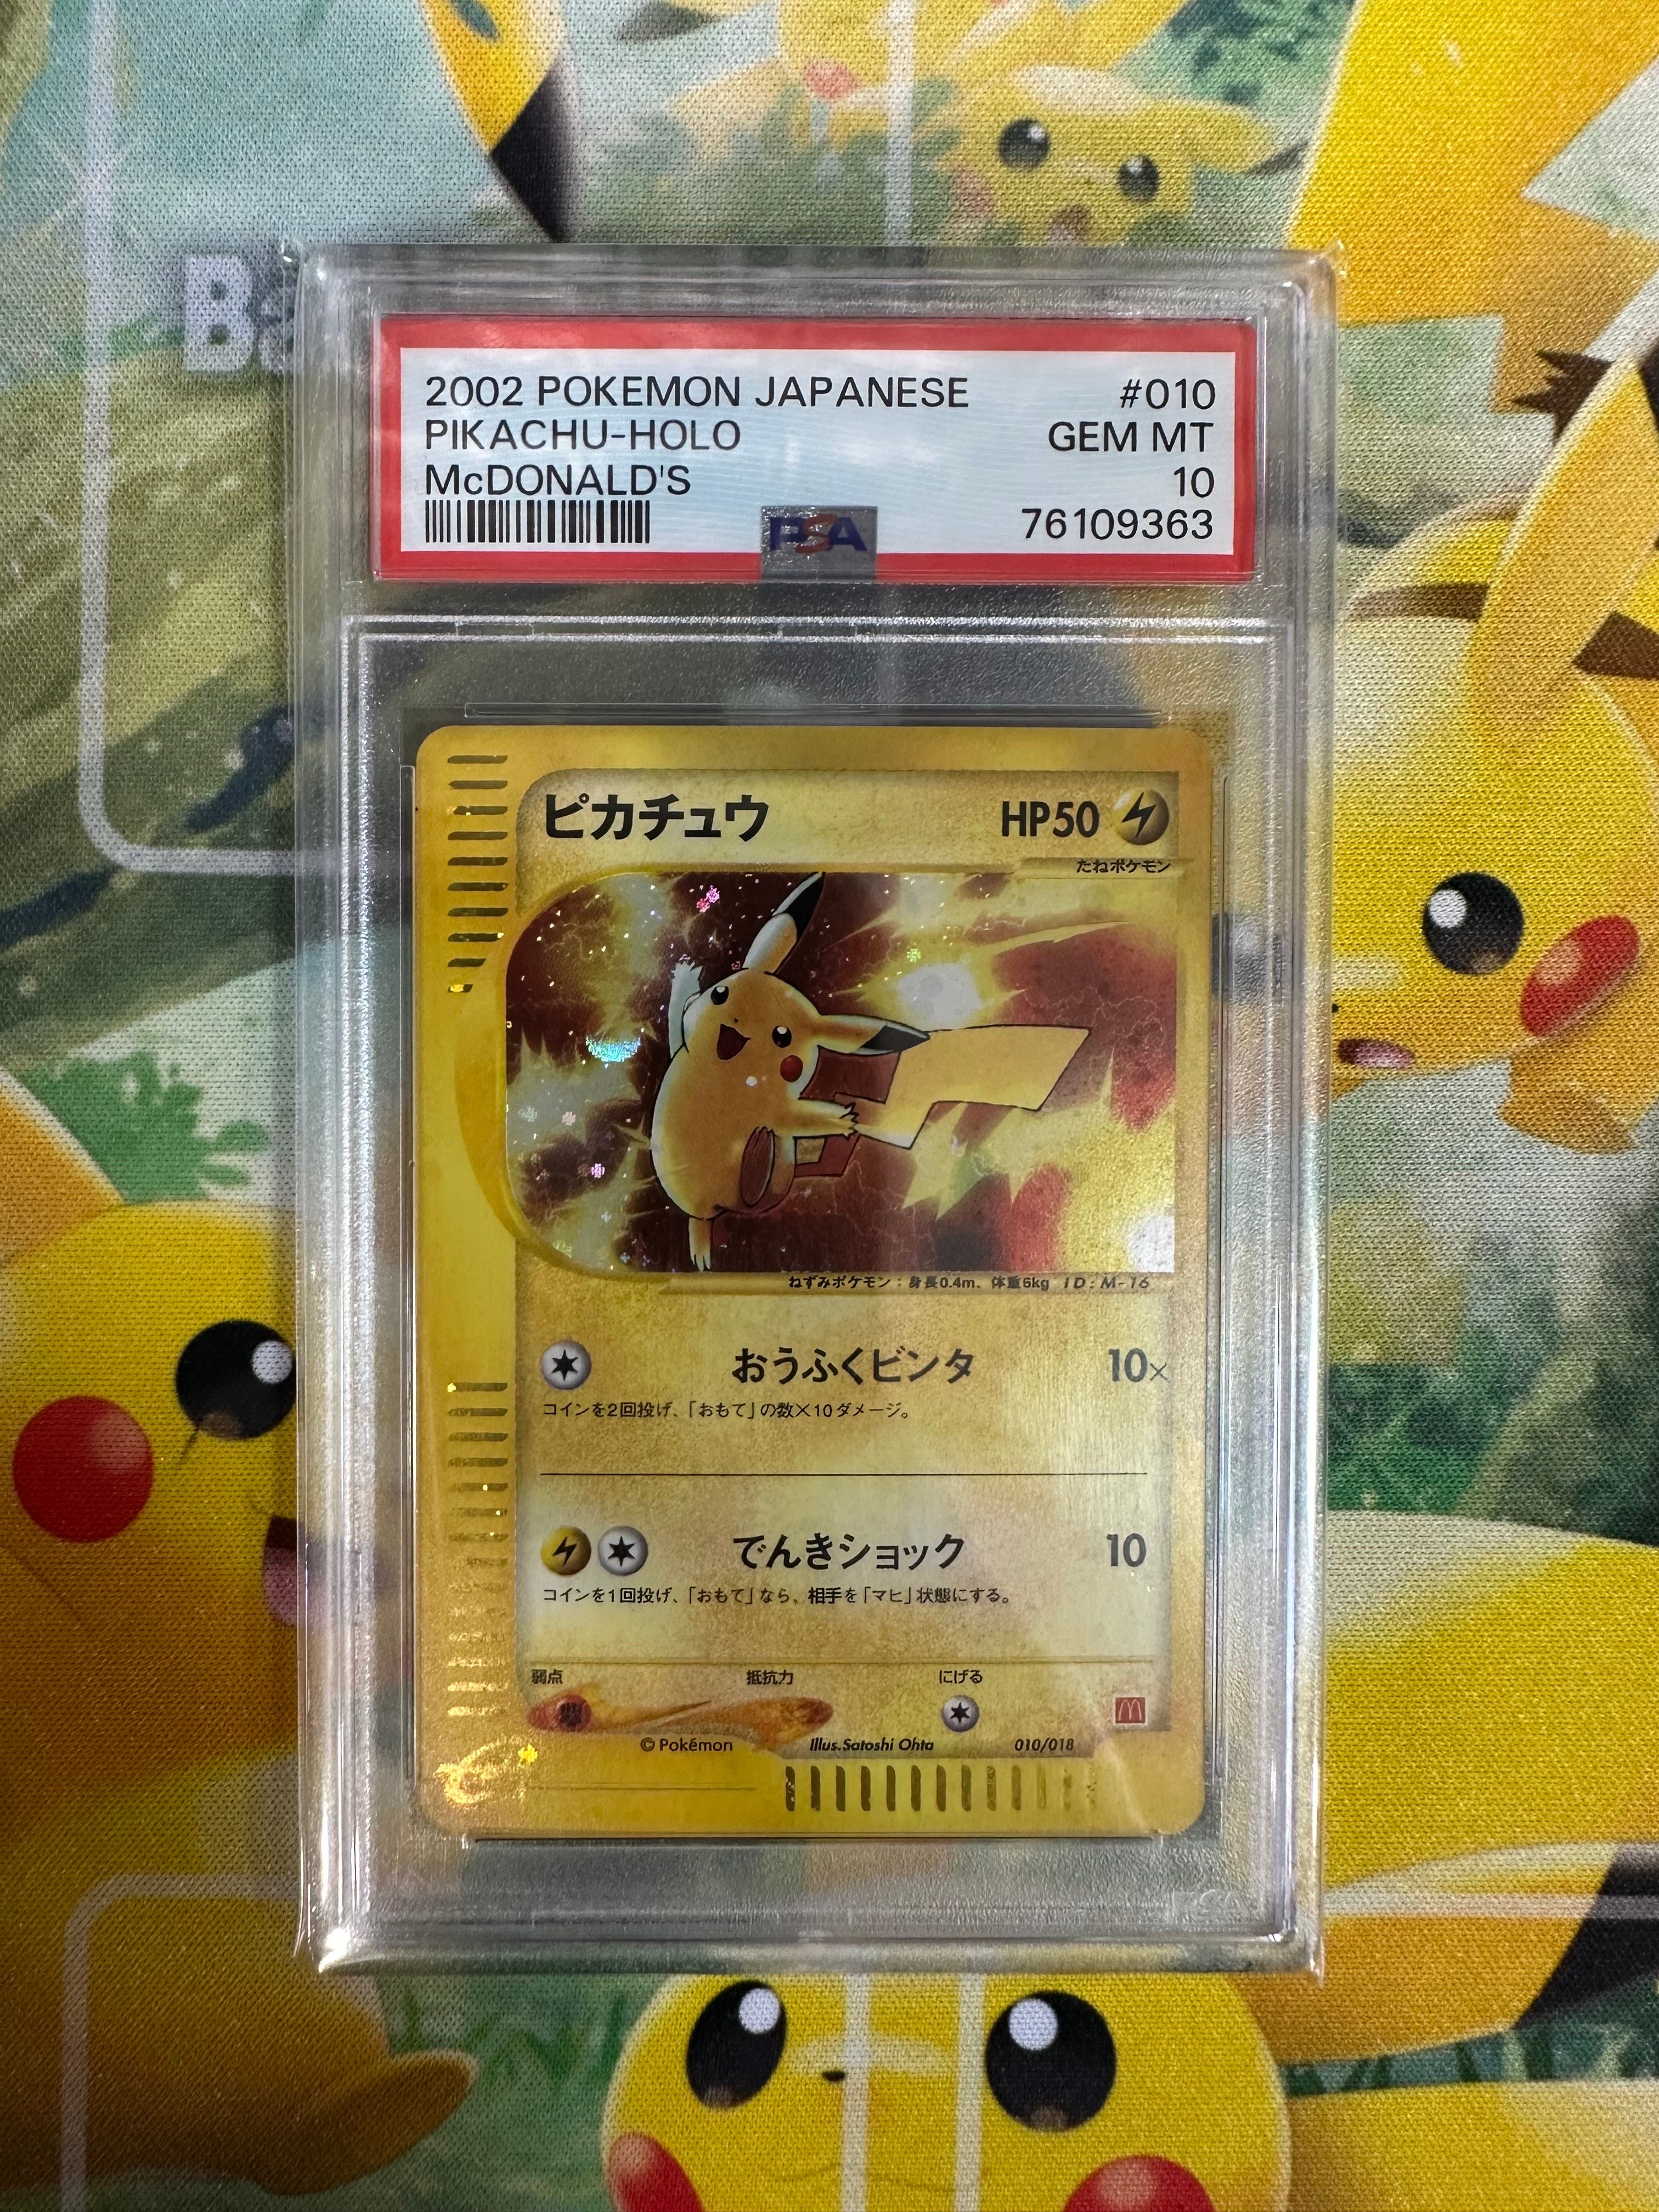 2002 POKEMON JAPANESE #010
PIKACHU-HOLO GEM MT
McDONALD'S 10
PSA 76109363
ピカチュウ HP50
たねポケモン
ねずみポケモン：身長0.4m、体重6kg ID:M-16
おうふくビンタ 10×
コインを2回投げ、「おもて」の数×10ダメージ。
でんきショック 10
コインを1回投げ、「おもて」なら、相手を「マヒ」状態にする。
弱点 抵抗力 にげる
© Pokémon Illus.Satoshi Ohta 010/018
PSA